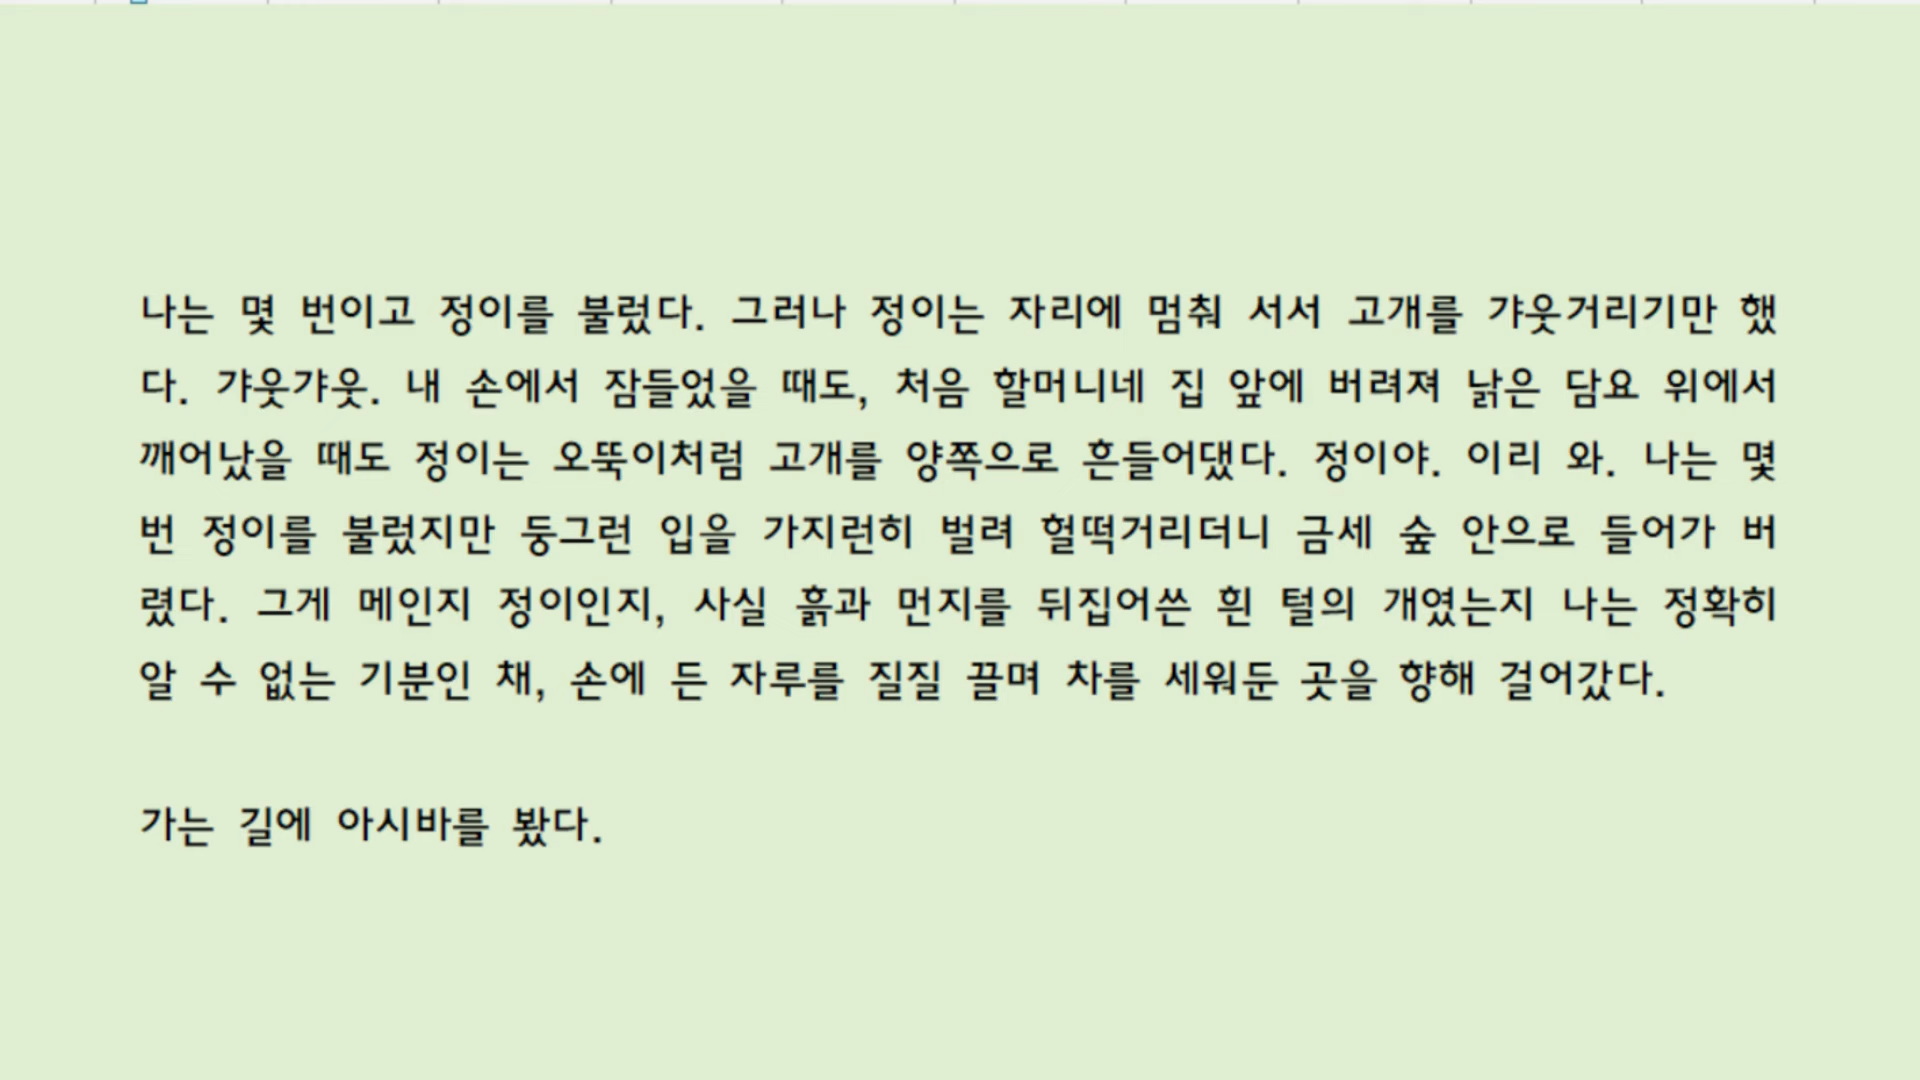 나는 몇 번이고 정이를 불렀다. 그러나 정이는 자리에 멈춰 서서 고개를 갸웃거리기만 했
다. 갸웃갸웃. 내 손에서 잠들었을 때도, 처음 할머니네 집 앞에 버려져 낡은 담요 위에서
깨어났을 때도 정이는 오뚝이처럼 고개를 양쪽으로 흔들어댔다. 정이야. 이리 와. 나는 몇
번 정이를 불렀지만 둥그런 입을 가지런히 벌려 헐떡거리더니 금세 숲 안으로 들어가 버
렸다. 그게 메인지 정이인지, 사실 흙과 먼지를 뒤집어쓴 흰 털의 개였는지 나는 정확히
알 수 없는 기분인 채, 손에 든 자루를 질질 끌며 차를 세워둔 곳을 향해 걸어갔다.
가는 길에 아시바를 봤다.